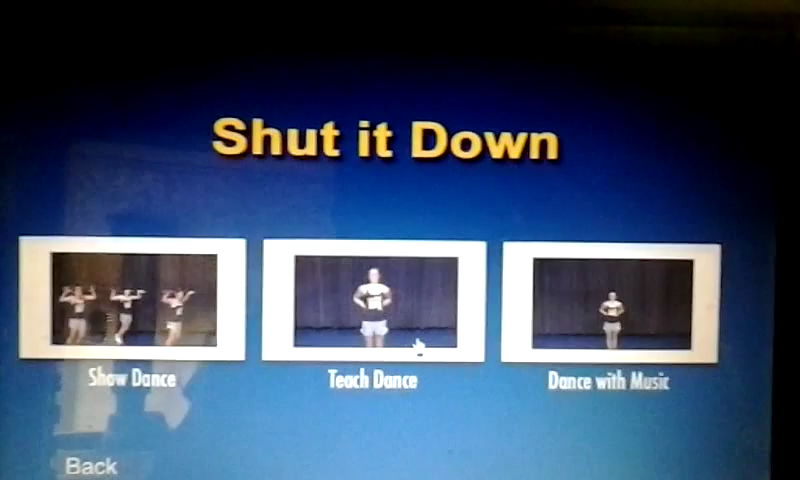 Shut it Down
Show Dance
Teach Dance
Dance with Music
Back